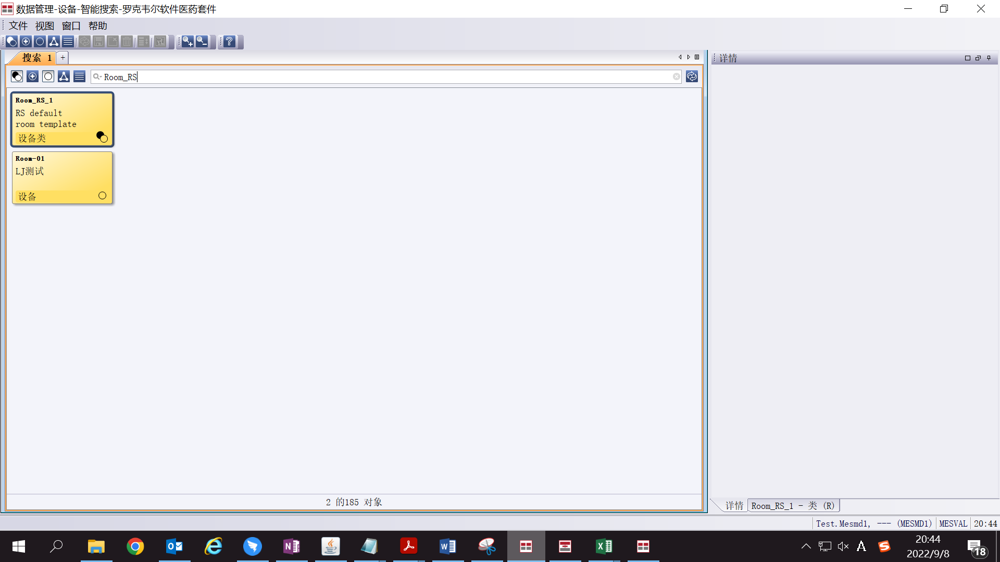 数据管理-设备-智能搜索-罗克韦尔软件医药套件
文件 视图 窗口 帮助
搜索 1 +
详情
Room_RS
Room_RS_1
RS default
room template
设备类
Room-01
LJ测试
设备
2 的185 对象
详情 Room_RS_1 - 类 (R)
Test.Mesmd1, --- (MESMD1) MESVAL 20:44
20:44
2022/9/8
18